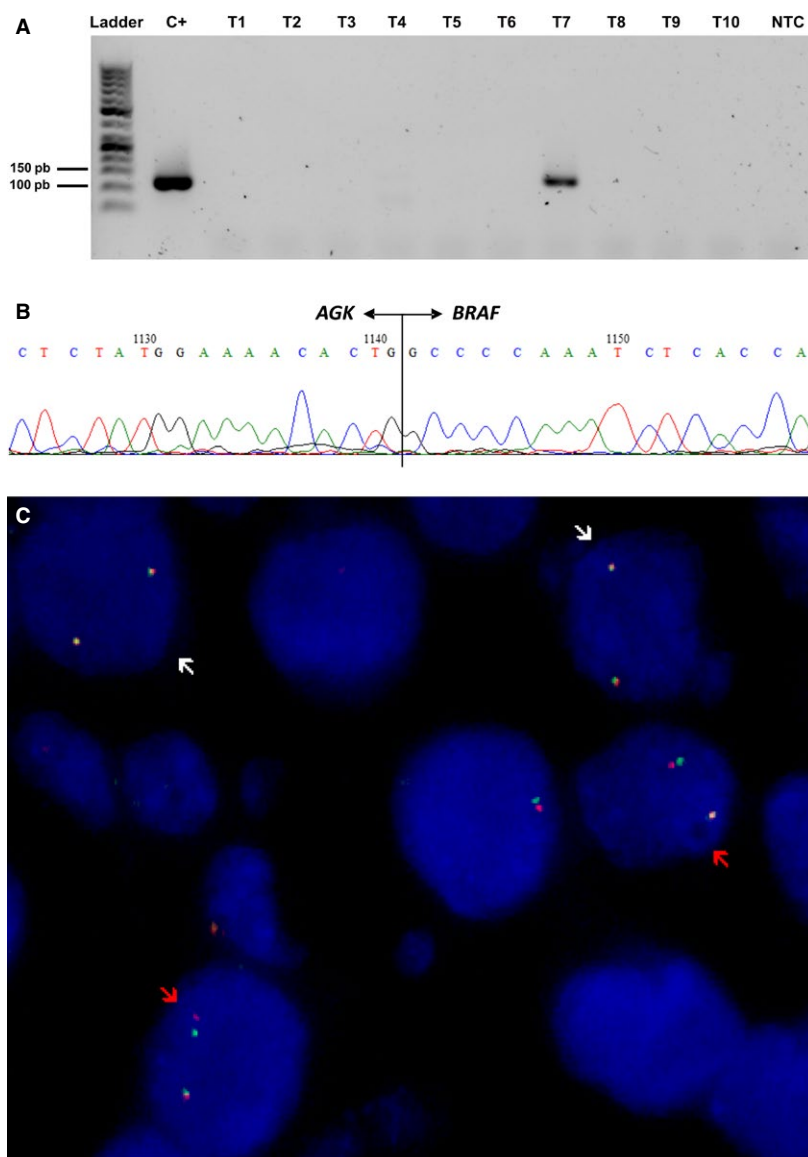 A
Ladder C+ T1 T2 T3 T4 T5 T6 T7 T8 T9 T10 NTC
150 pb
100 pb
B
AGK BRAF
1130 1140 1150
C T C T A T G G A A A A C A C T G G C C C C A A A T C T C A C C A
C